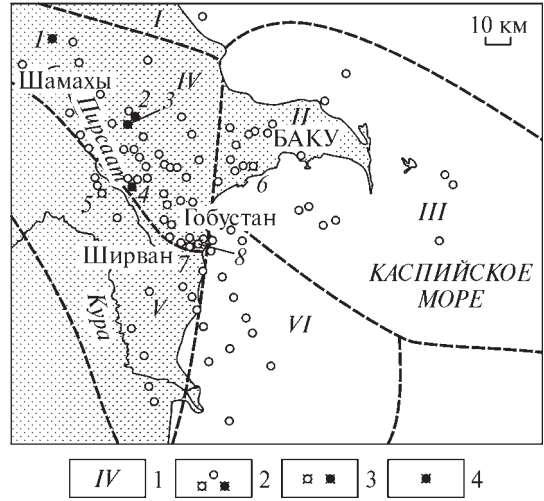 I
10 км
1
Шамахы
IV
2
3
II
БАКУ
Пирсаат
4
6
5
III
Гобустан
7
8
Ширван
КАСПИЙСКОЕ
МОРЕ
Кура
V
VI
IV 1 2 3 4